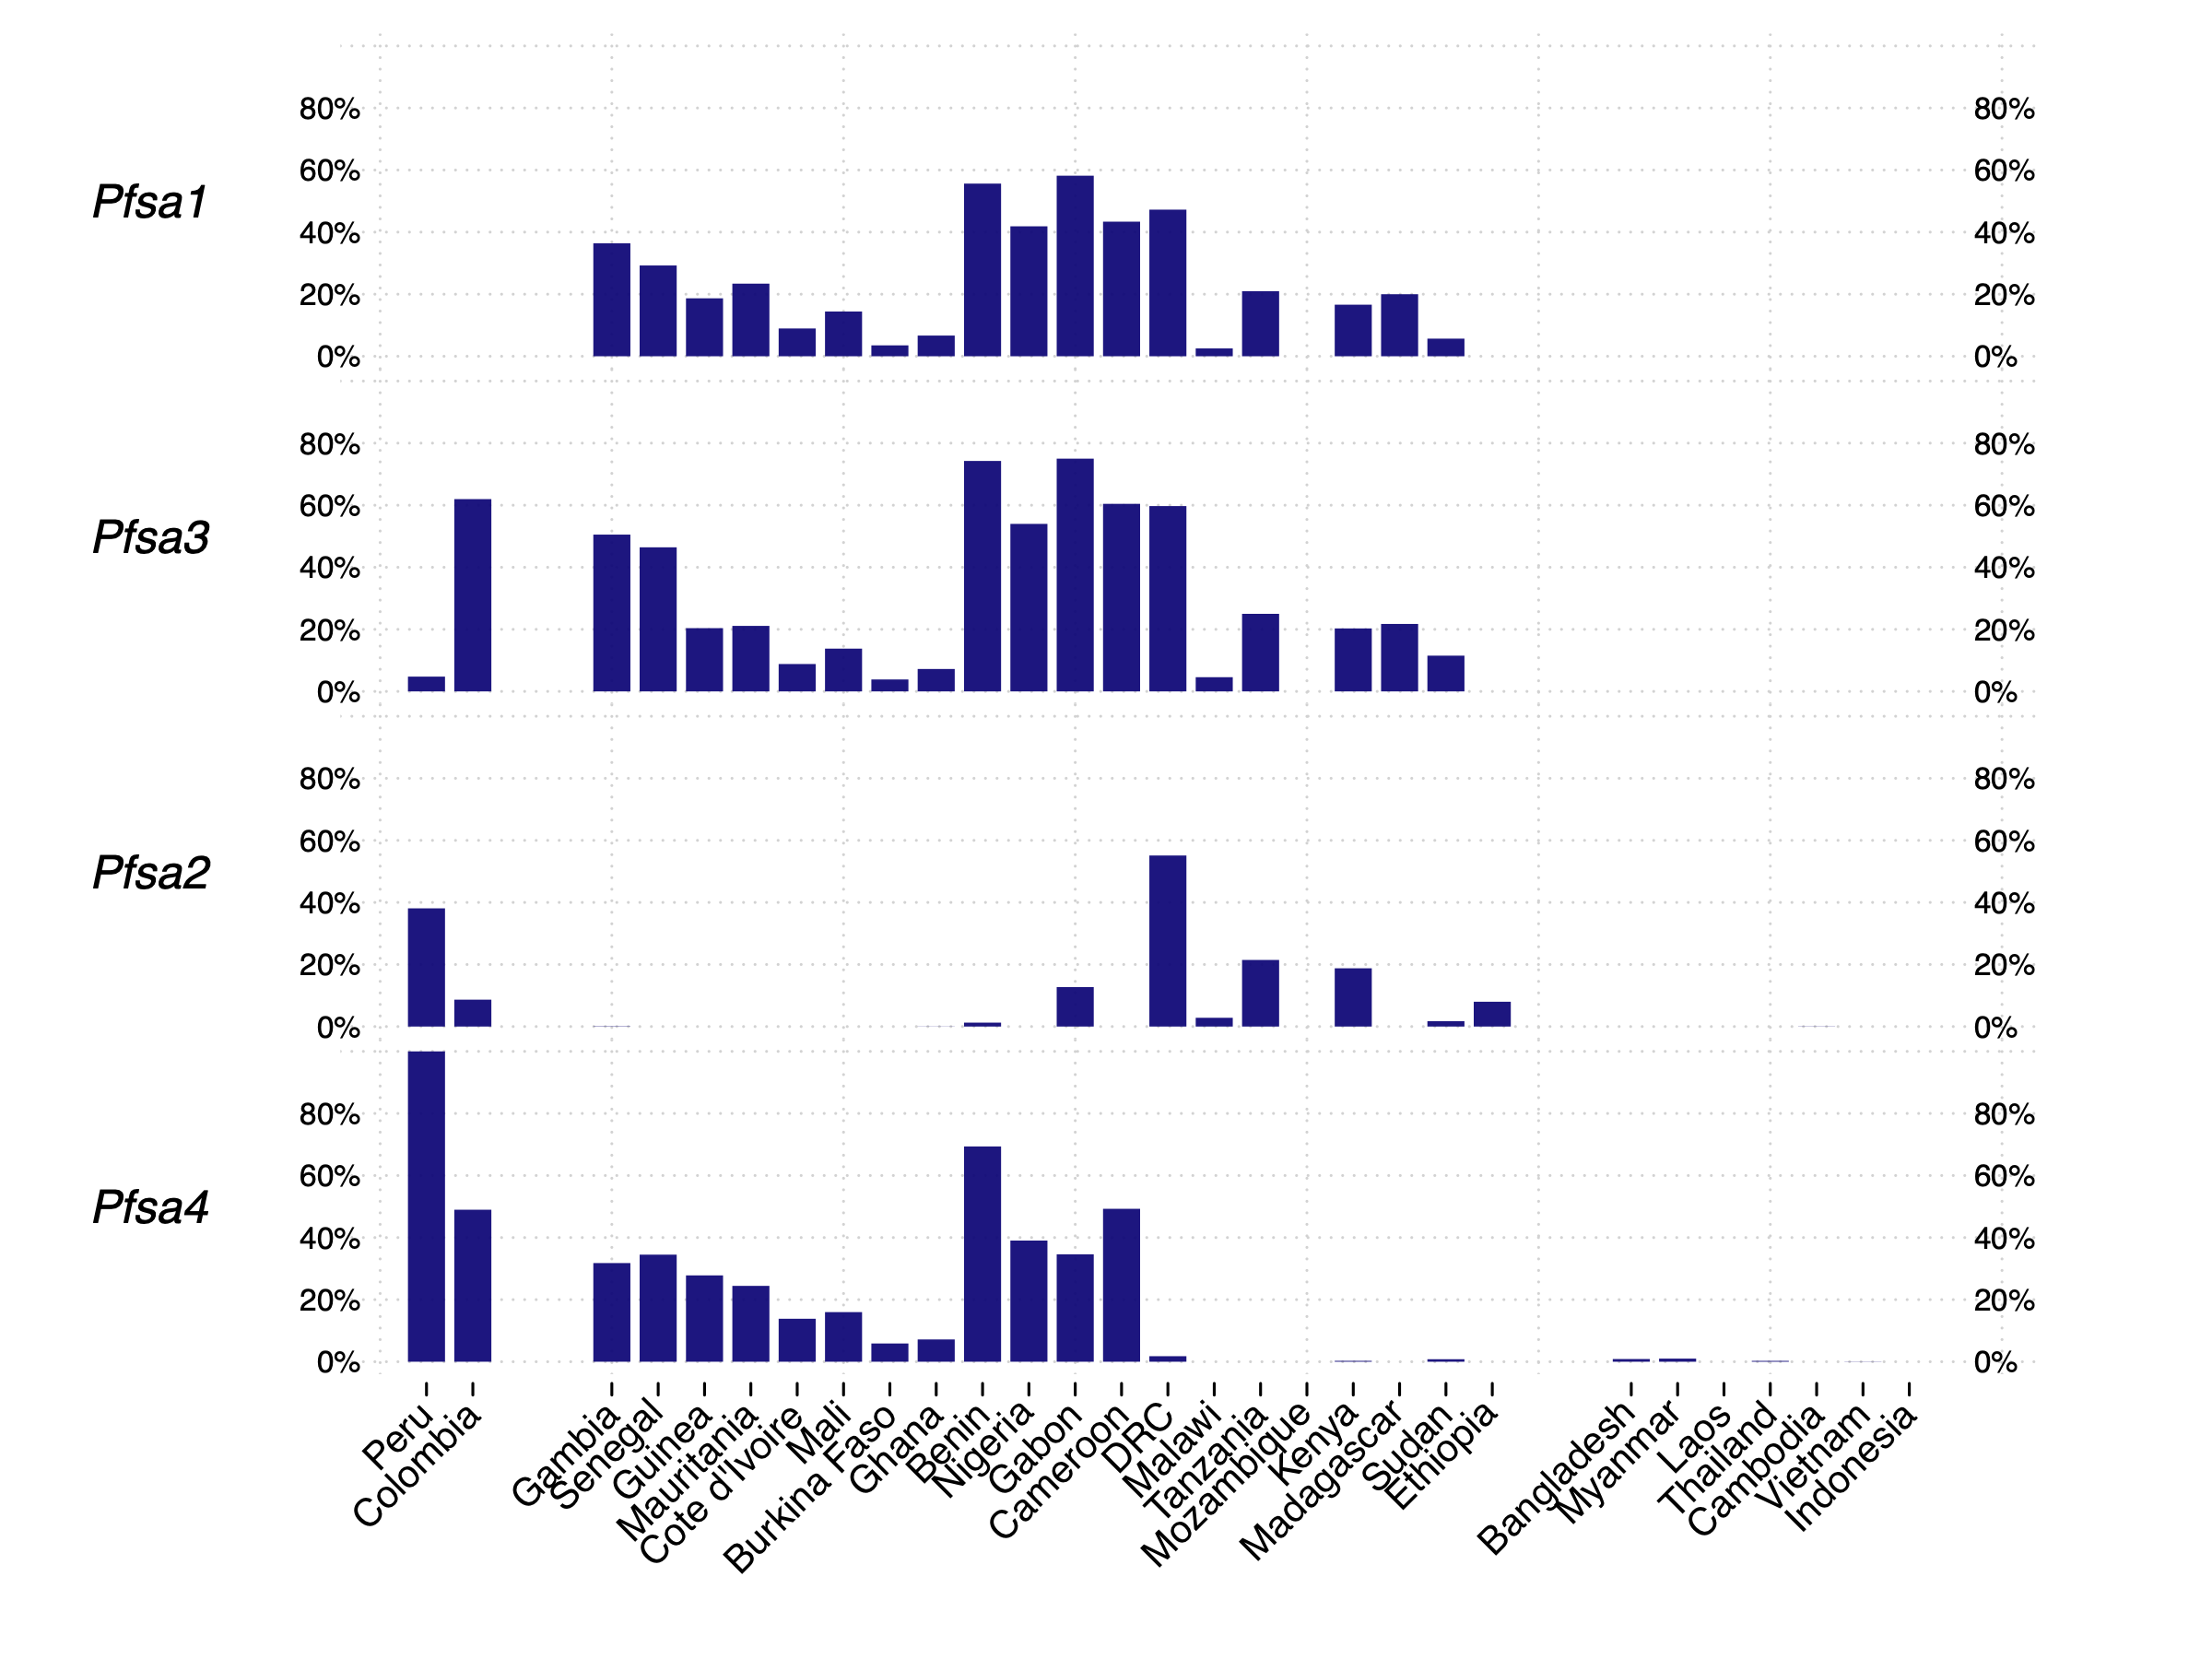 Pfsa1
80% 80%
60% 60%
40% 40%
20% 20%
0% 0%
Pfsa3
80% 80%
60% 60%
40% 40%
20% 20%
0% 0%
Pfsa2
80% 80%
60% 60%
40% 40%
20% 20%
0% 0%
Pfsa4
80% 80%
60% 60%
40% 40%
20% 20%
0% 0%
Peru
Colombia
Gambia
Senegal
Guinea
Mauritania
Cote d'Ivoire
Mali
Burkina Faso
Ghana
Benin
Nigeria
Gabon
Cameroon
DRC
Malawi
Tanzania
Mozambique
Kenya
Madagascar
Sudan
Ethiopia
Bangladesh
Myanmar
Laos
Thailand
Cambodia
Vietnam
Indonesia